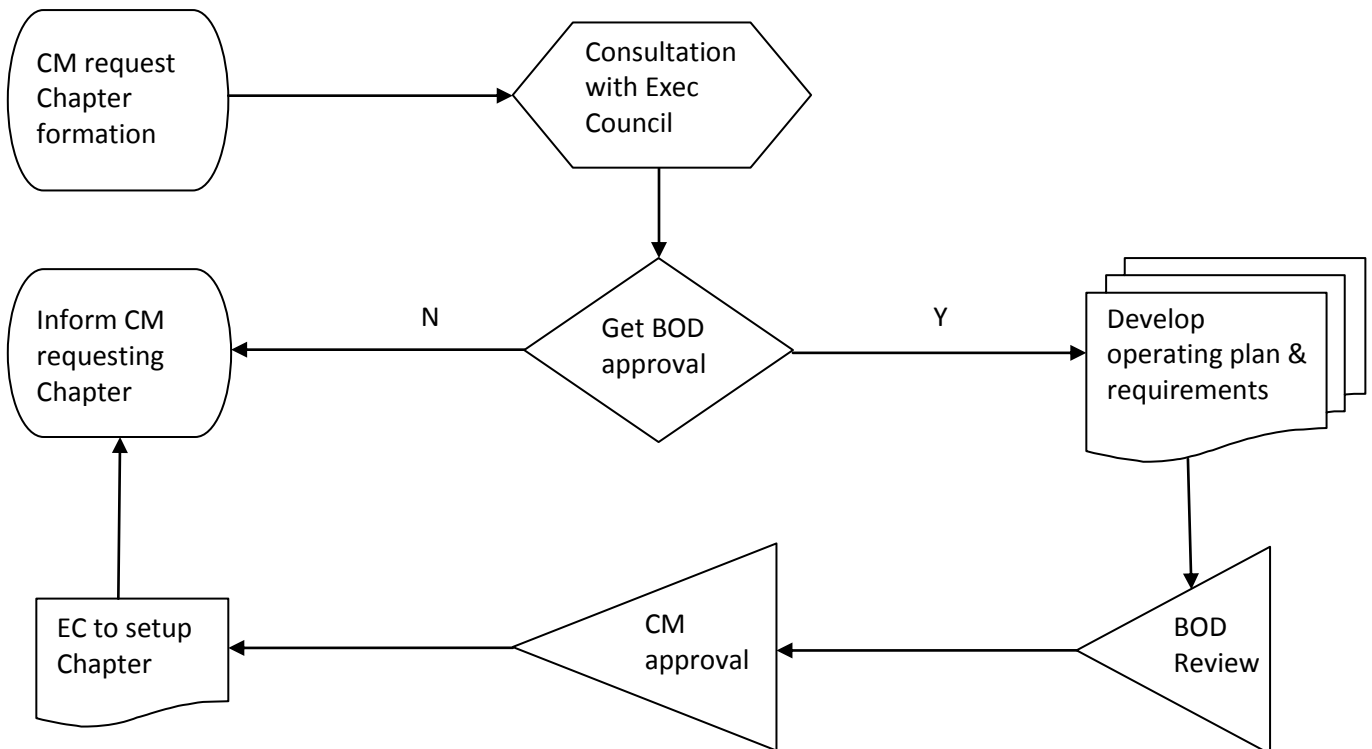 CM request
Chapter
formation
Consultation
with Exec
Council
Inform CM
requesting
Chapter
N
Get BOD
approval
Y
Develop
operating plan &
requirements
EC to setup
Chapter
CM
approval
BOD
Review